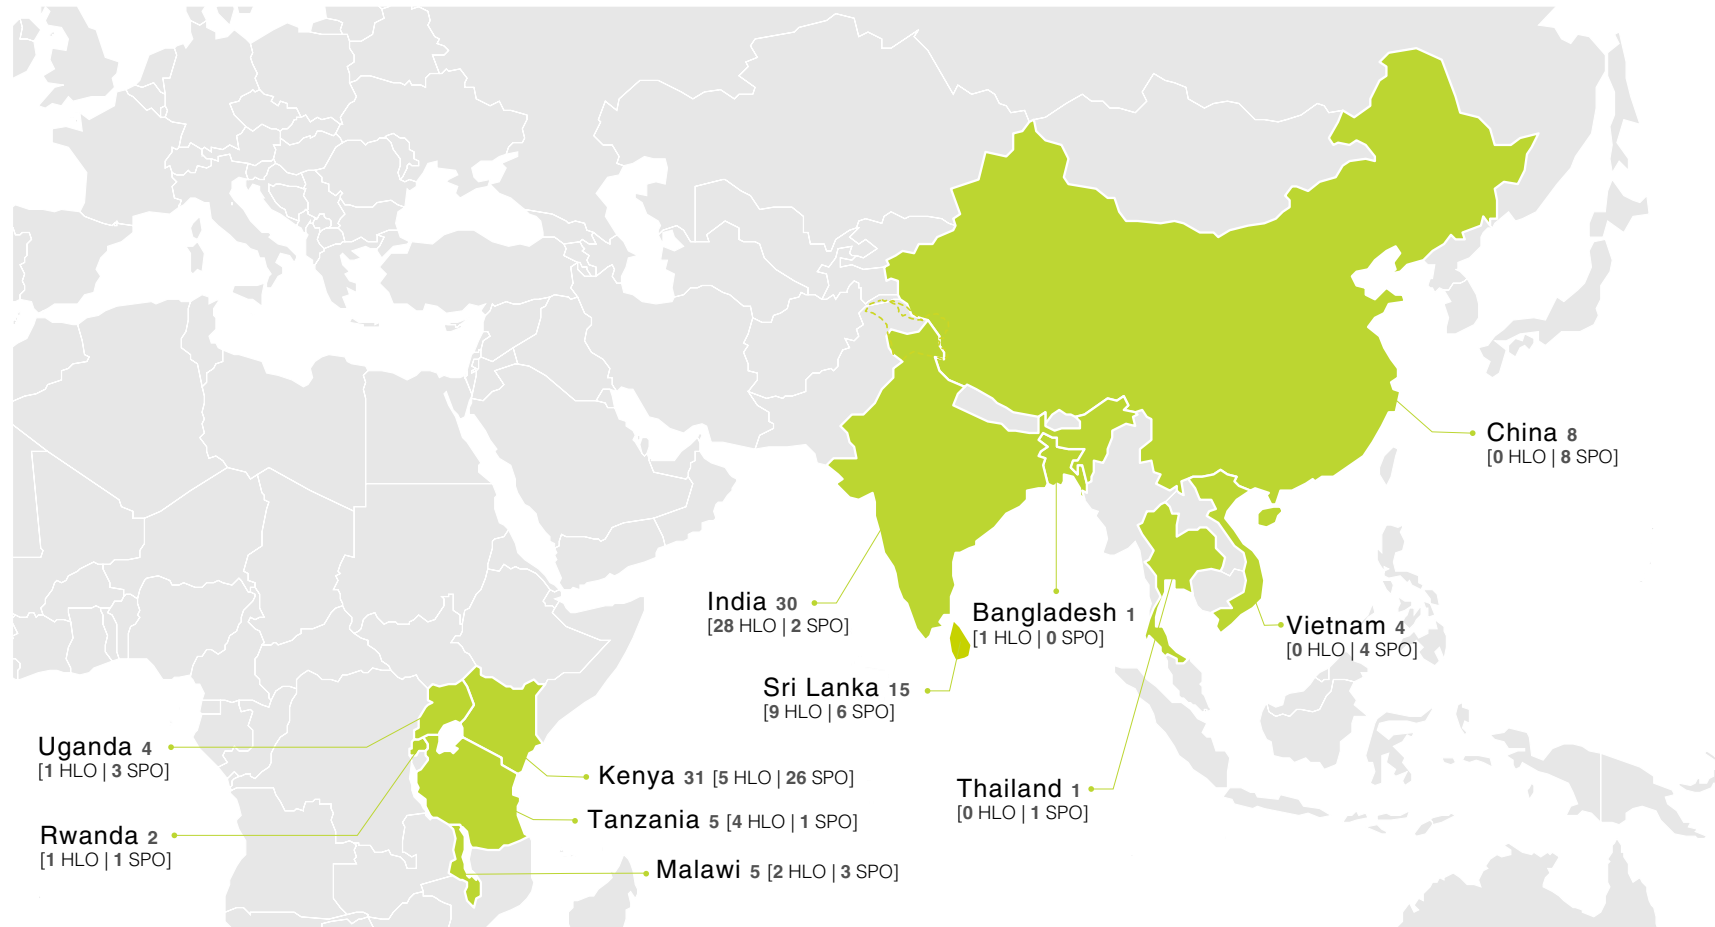 China 8
[0 HLO | 8 SPO]
India 30
[28 HLO | 2 SPO]
Bangladesh 1
[1 HLO | 0 SPO]
Vietnam 4
[0 HLO | 4 SPO]
Sri Lanka 15
[9 HLO | 6 SPO]
Uganda 4
[1 HLO | 3 SPO]
Kenya 31 [5 HLO | 26 SPO]
Thailand 1
[0 HLO | 1 SPO]
Tanzania 5 [4 HLO | 1 SPO]
Rwanda 2
[1 HLO | 1 SPO]
Malawi 5 [2 HLO | 3 SPO]